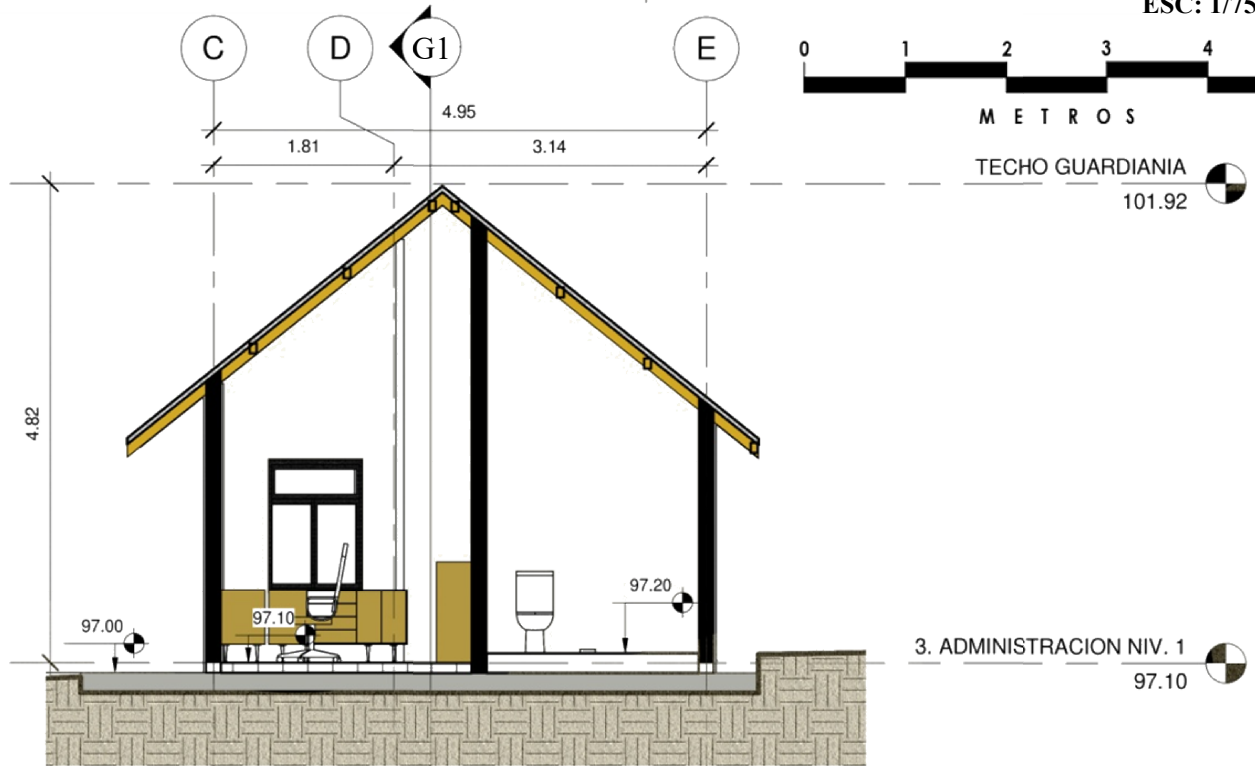 ESC: 1/75
C
D
G1
E
0 1 2 3 4
METROS
4.95
1.81
3.14
TECHO GUARDIANIA
101.92
4.82
97.00
97.10
97.20
3. ADMINISTRACION NIV. 1
97.10